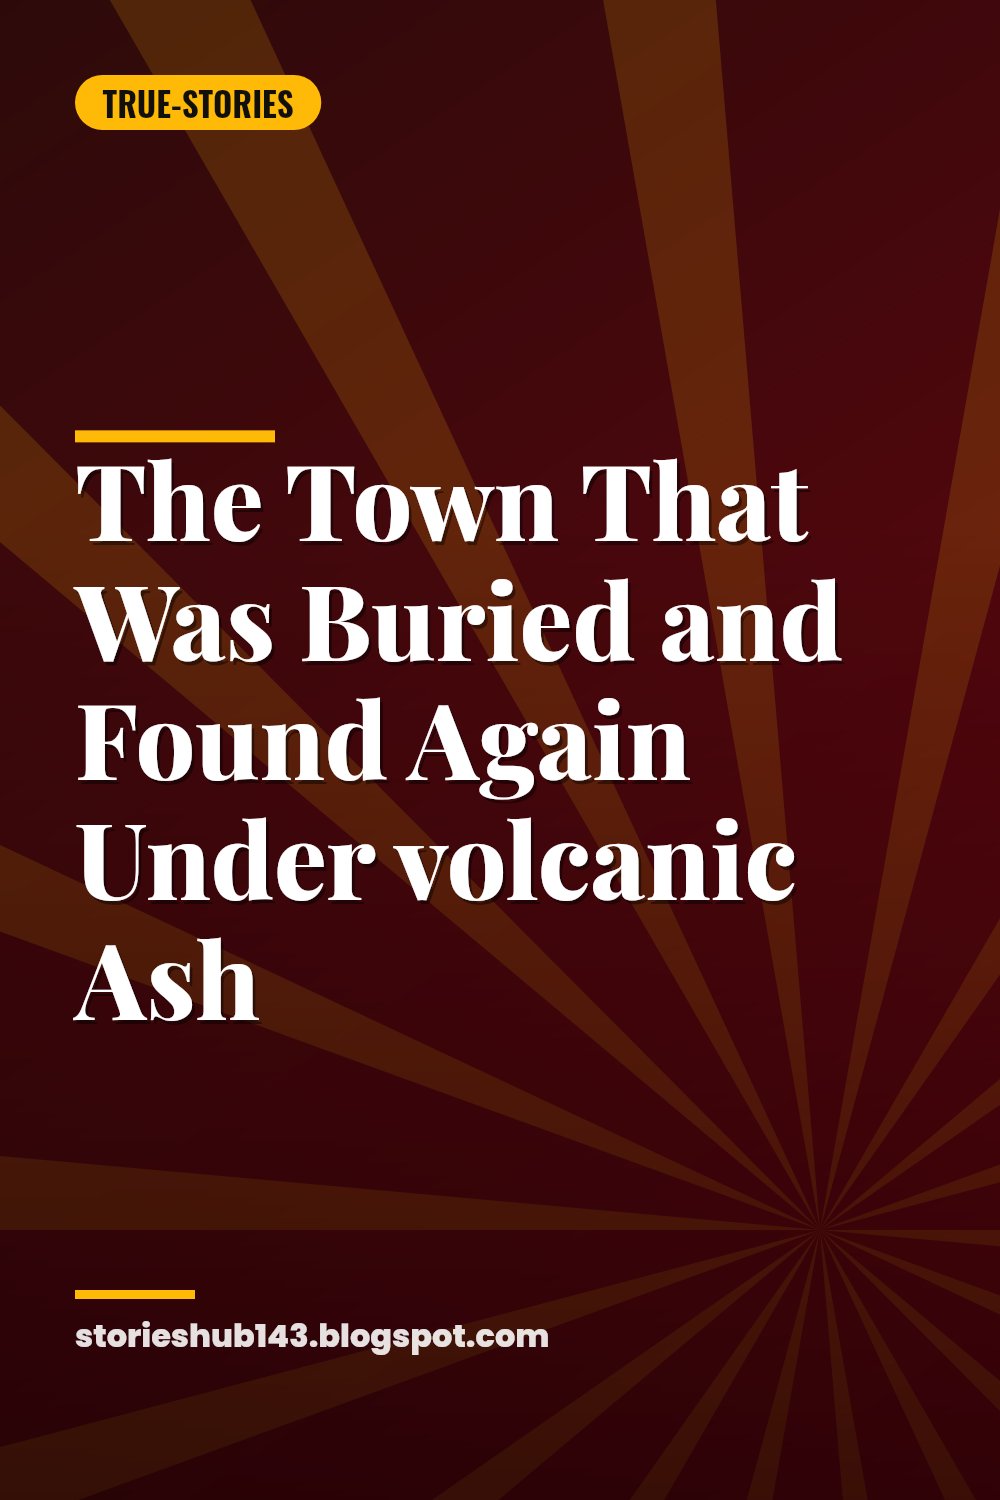 TRUE-STORIES
The Town That
Was Buried and
Found Again
Under volcanic
Ash
storieshub143.blogspot.com